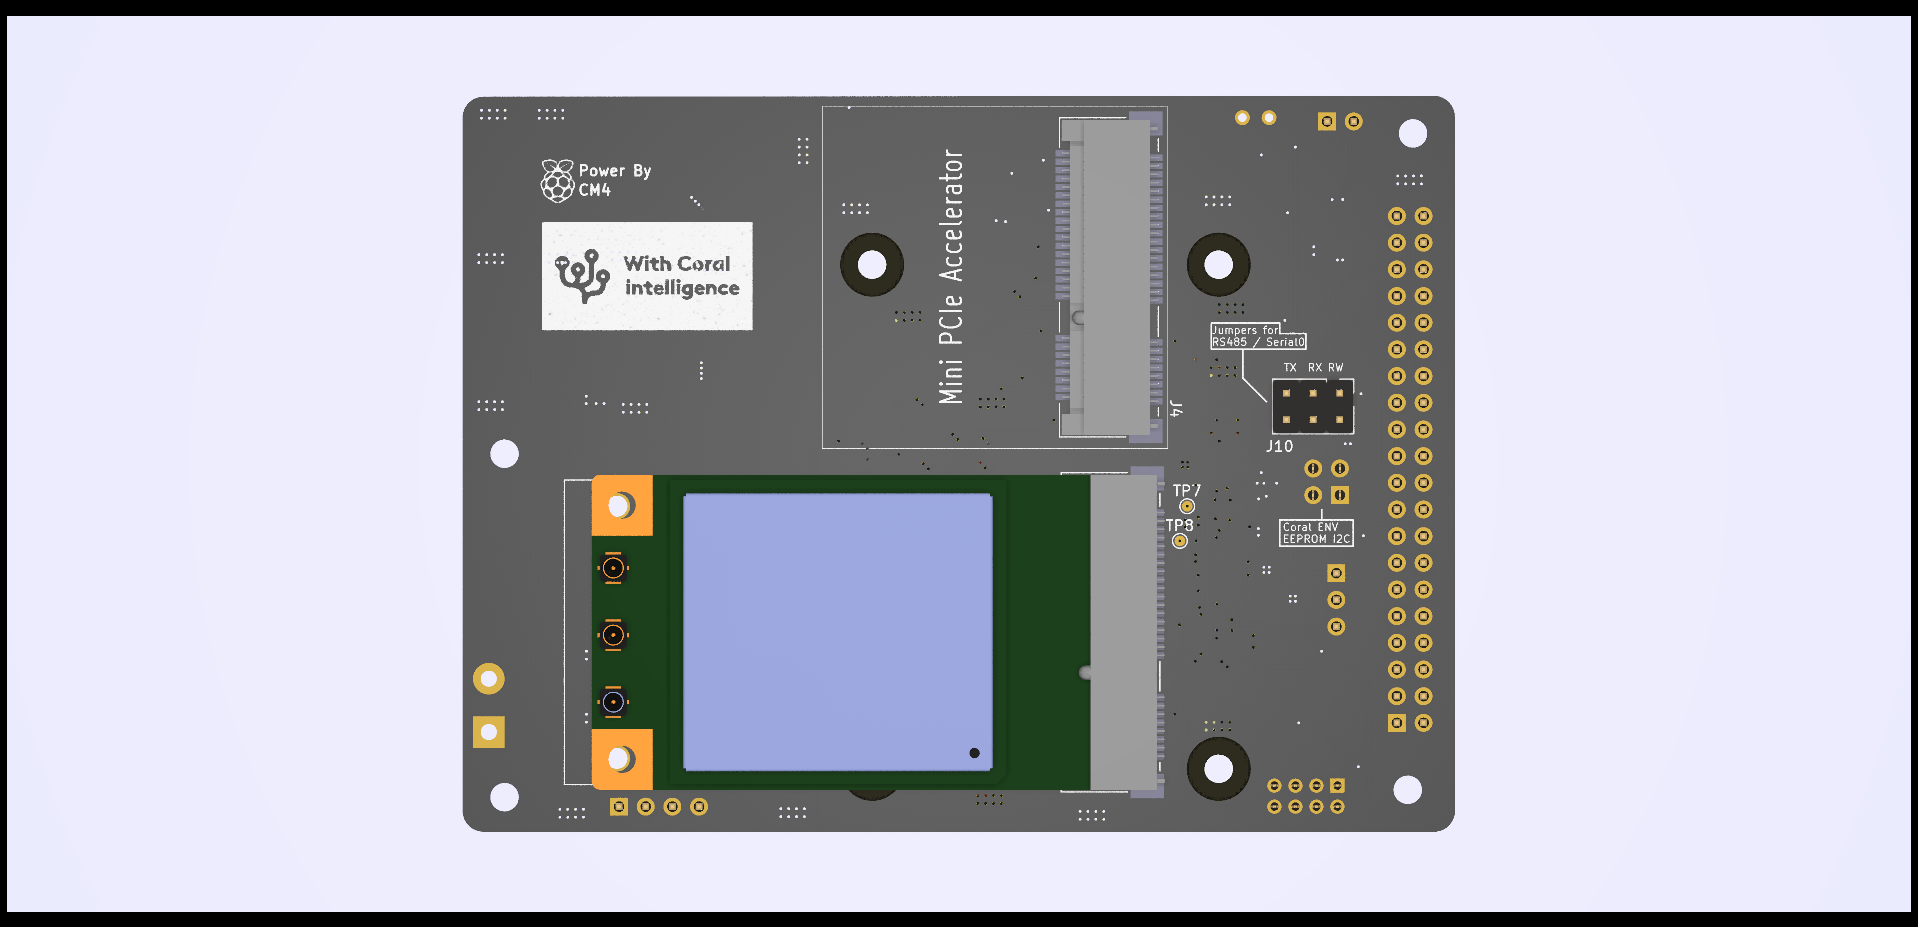 Power By
CM4
With Coral
intelligence
Mini PCIe Accelerator
J4
Jumpers for
RS485 / Serial0
TX RX RW
J10
TP7
TP8
Coral ENV
EEPROM I2C